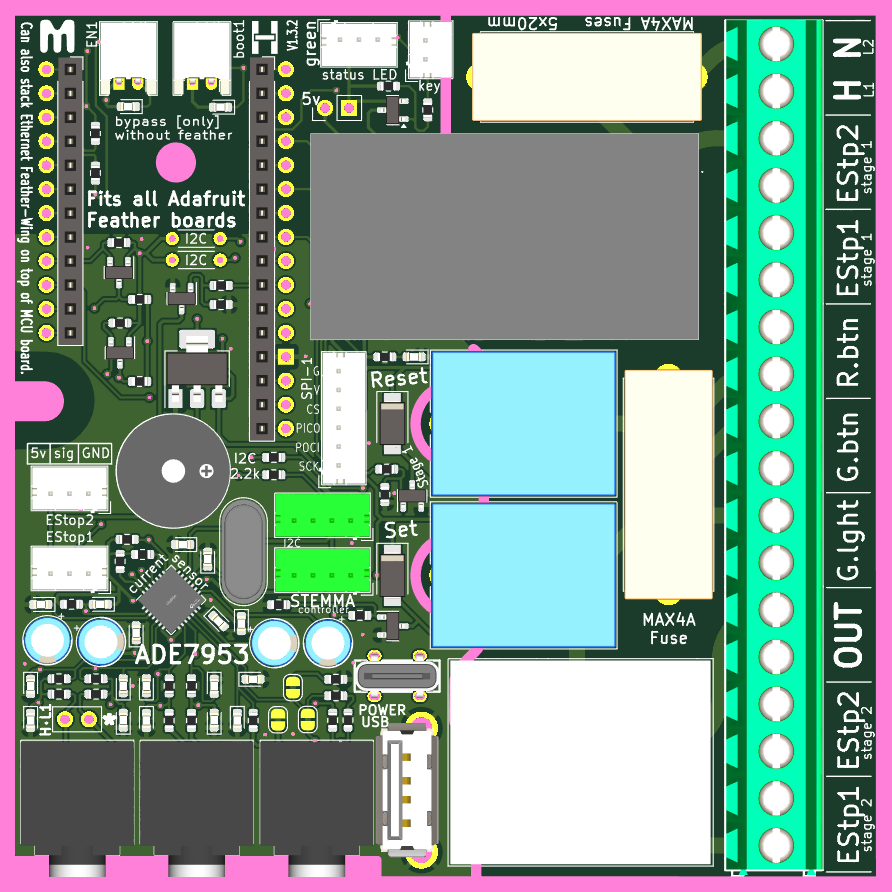 M
EN1
boot1
H
V1.3.2
green
status LED
key
5x20mm
Fuses
MAX4A
5v
bypass [only]
without feather
Can also stack Ethernet Feather-Wing on top of MCU board.
Fits all Adafruit
Feather boards
I2C
I2C
SPI-1
G
V
CS
PICO
POCI
SCK
Reset
Stage 1
5v sig GND
EStop2
EStop1
I2C
2.2k
I2C
Set
current sensor
STEMMA
controller
ADE7953
MAX4A
Fuse
POWER
USB
H-L1
*
N
L2
H
L1
EStp2
stage 1
EStp1
stage 1
R.btn
G.btn
G.lght
OUT
EStp2
stage 2
EStp1
stage 2